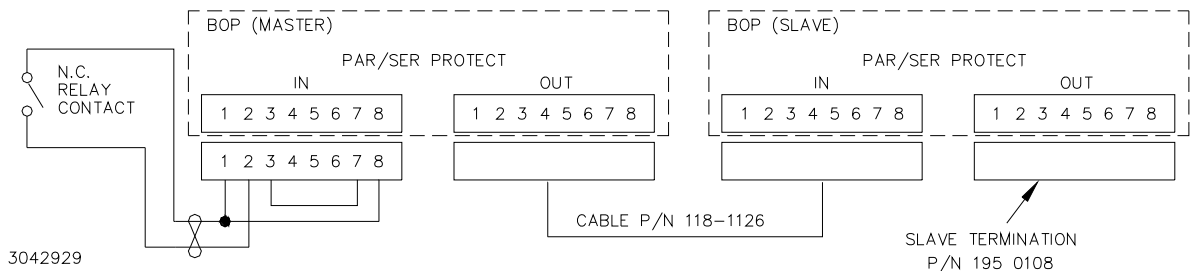 BOP (MASTER)
BOP (SLAVE)
PAR/SER PROTECT
PAR/SER PROTECT
N.C.
RELAY
CONTACT
IN
OUT
IN
OUT
1 2 3 4 5 6 7 8
1 2 3 4 5 6 7 8
1 2 3 4 5 6 7 8
1 2 3 4 5 6 7 8
1 2 3 4 5 6 7 8
CABLE P/N 118-1126
SLAVE TERMINATION
P/N 195 0108
3042929